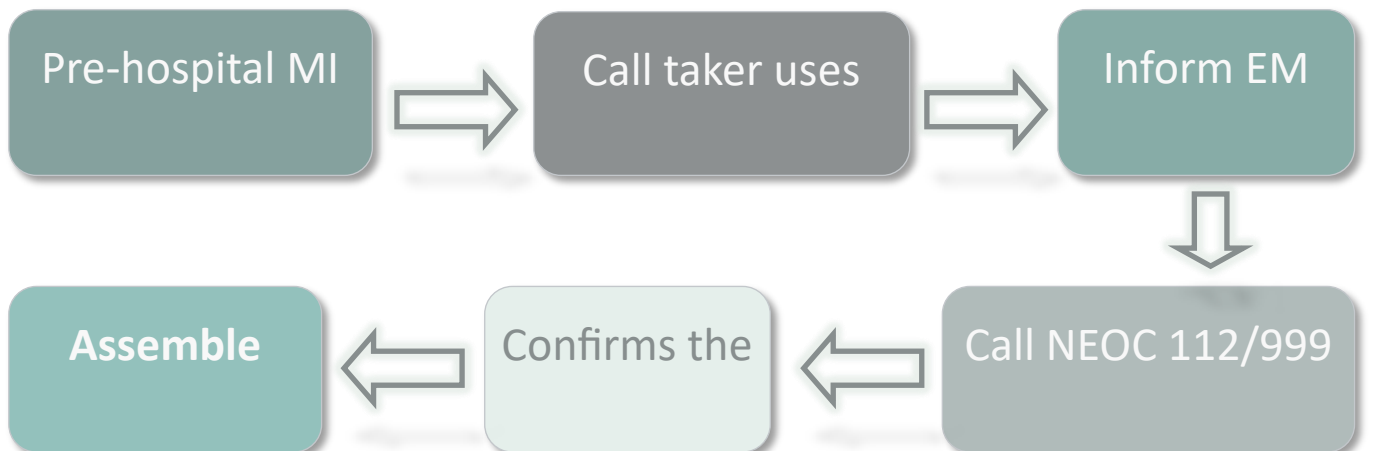 Pre-hospital MI
Call taker uses
Inform EM
Call NEOC 112/999
Confirms the
Assemble